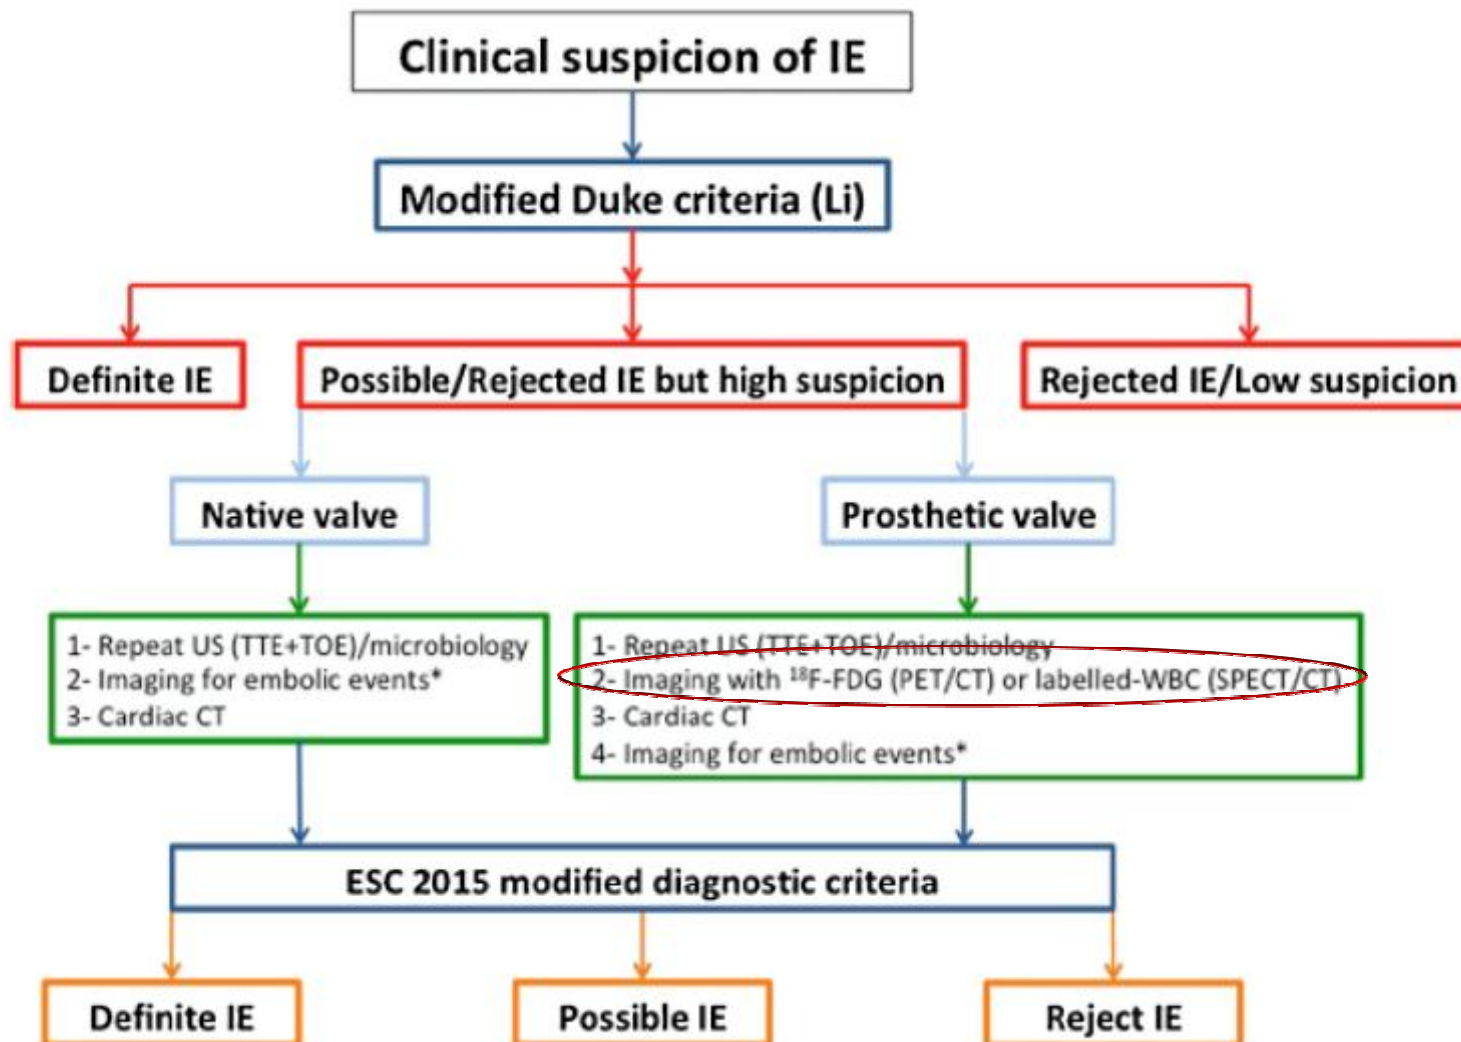 Clinical suspicion of IE
Modified Duke criteria (Li)
Definite IE
Possible/Rejected IE but high suspicion
Rejected IE/Low suspicion
Native valve
Prosthetic valve
1- Repeat US (TTE+TOE)/microbiology
2- Imaging for embolic events*
3- Cardiac CT
1- Repeat US (TTE+TOE)/microbiology
2- Imaging with ¹⁸F-FDG (PET/CT) or labelled-WBC (SPECT/CT)
3- Cardiac CT
4- Imaging for embolic events*
ESC 2015 modified diagnostic criteria
Definite IE
Possible IE
Reject IE